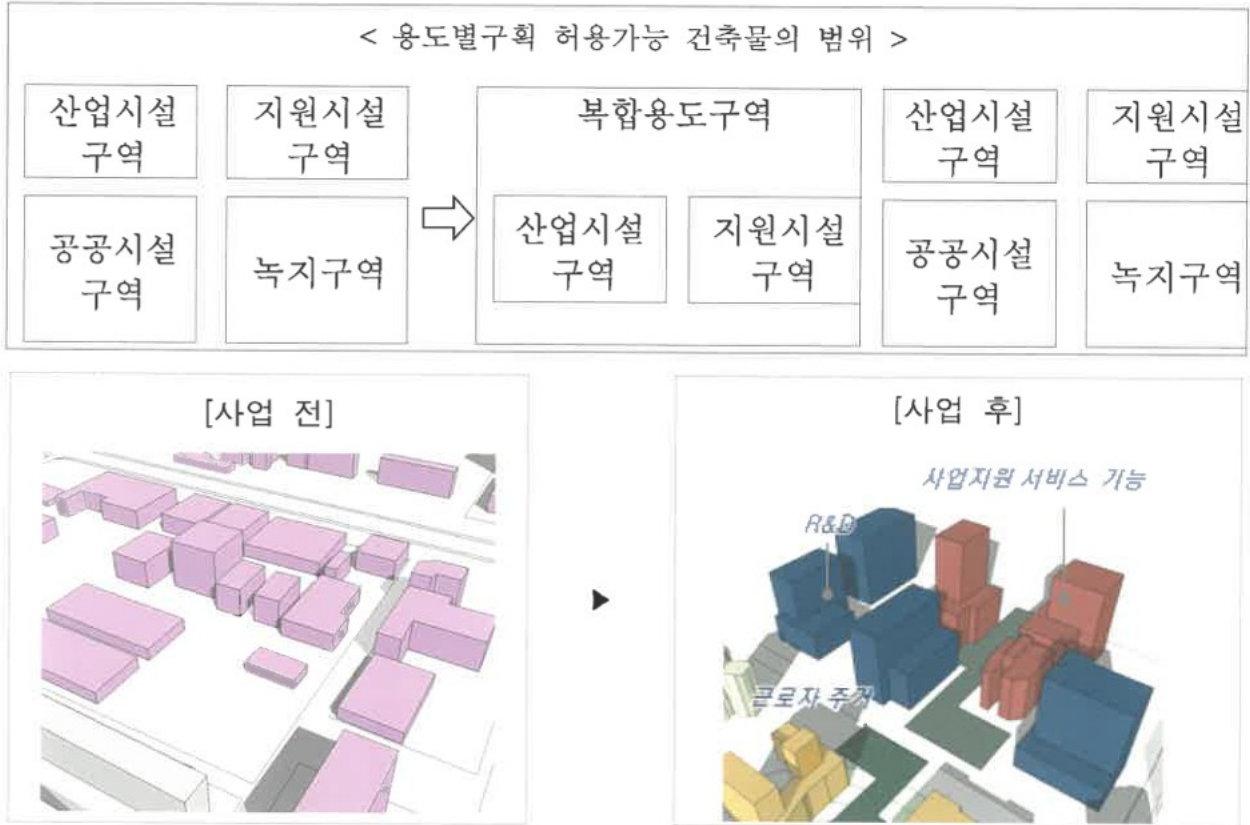 < 용도별구획 허용가능 건축물의 범위 >
산업시설
구역
지원시설
구역
공공시설
구역
녹지구역
복합용도구역
산업시설
구역
지원시설
구역
산업시설
구역
지원시설
구역
공공시설
구역
녹지구역
[사업 전]
[사업 후]
사업지원 서비스 기능
R&D
근로자 주거